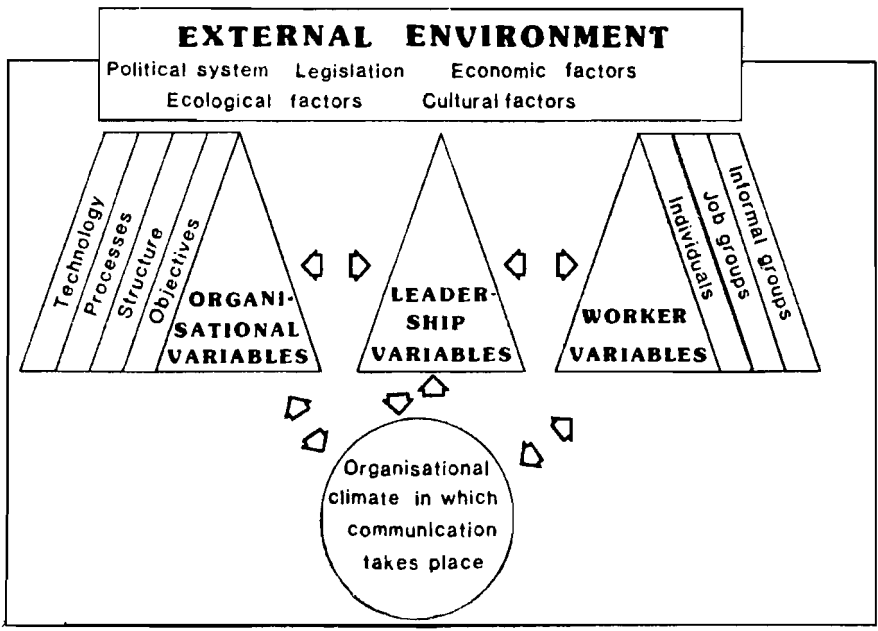 EXTERNAL ENVIRONMENT
Political system Legislation Economic factors
Ecological factors Cultural factors
Technology
Processes
Structure
Objectives
ORGANI-
SATIONAL
VARIABLES
LEADER-
SHIP
VARIABLES
WORKER
VARIABLES
Individuals
Job groups
Informal groups
Organisational
climate in which
communication
takes place